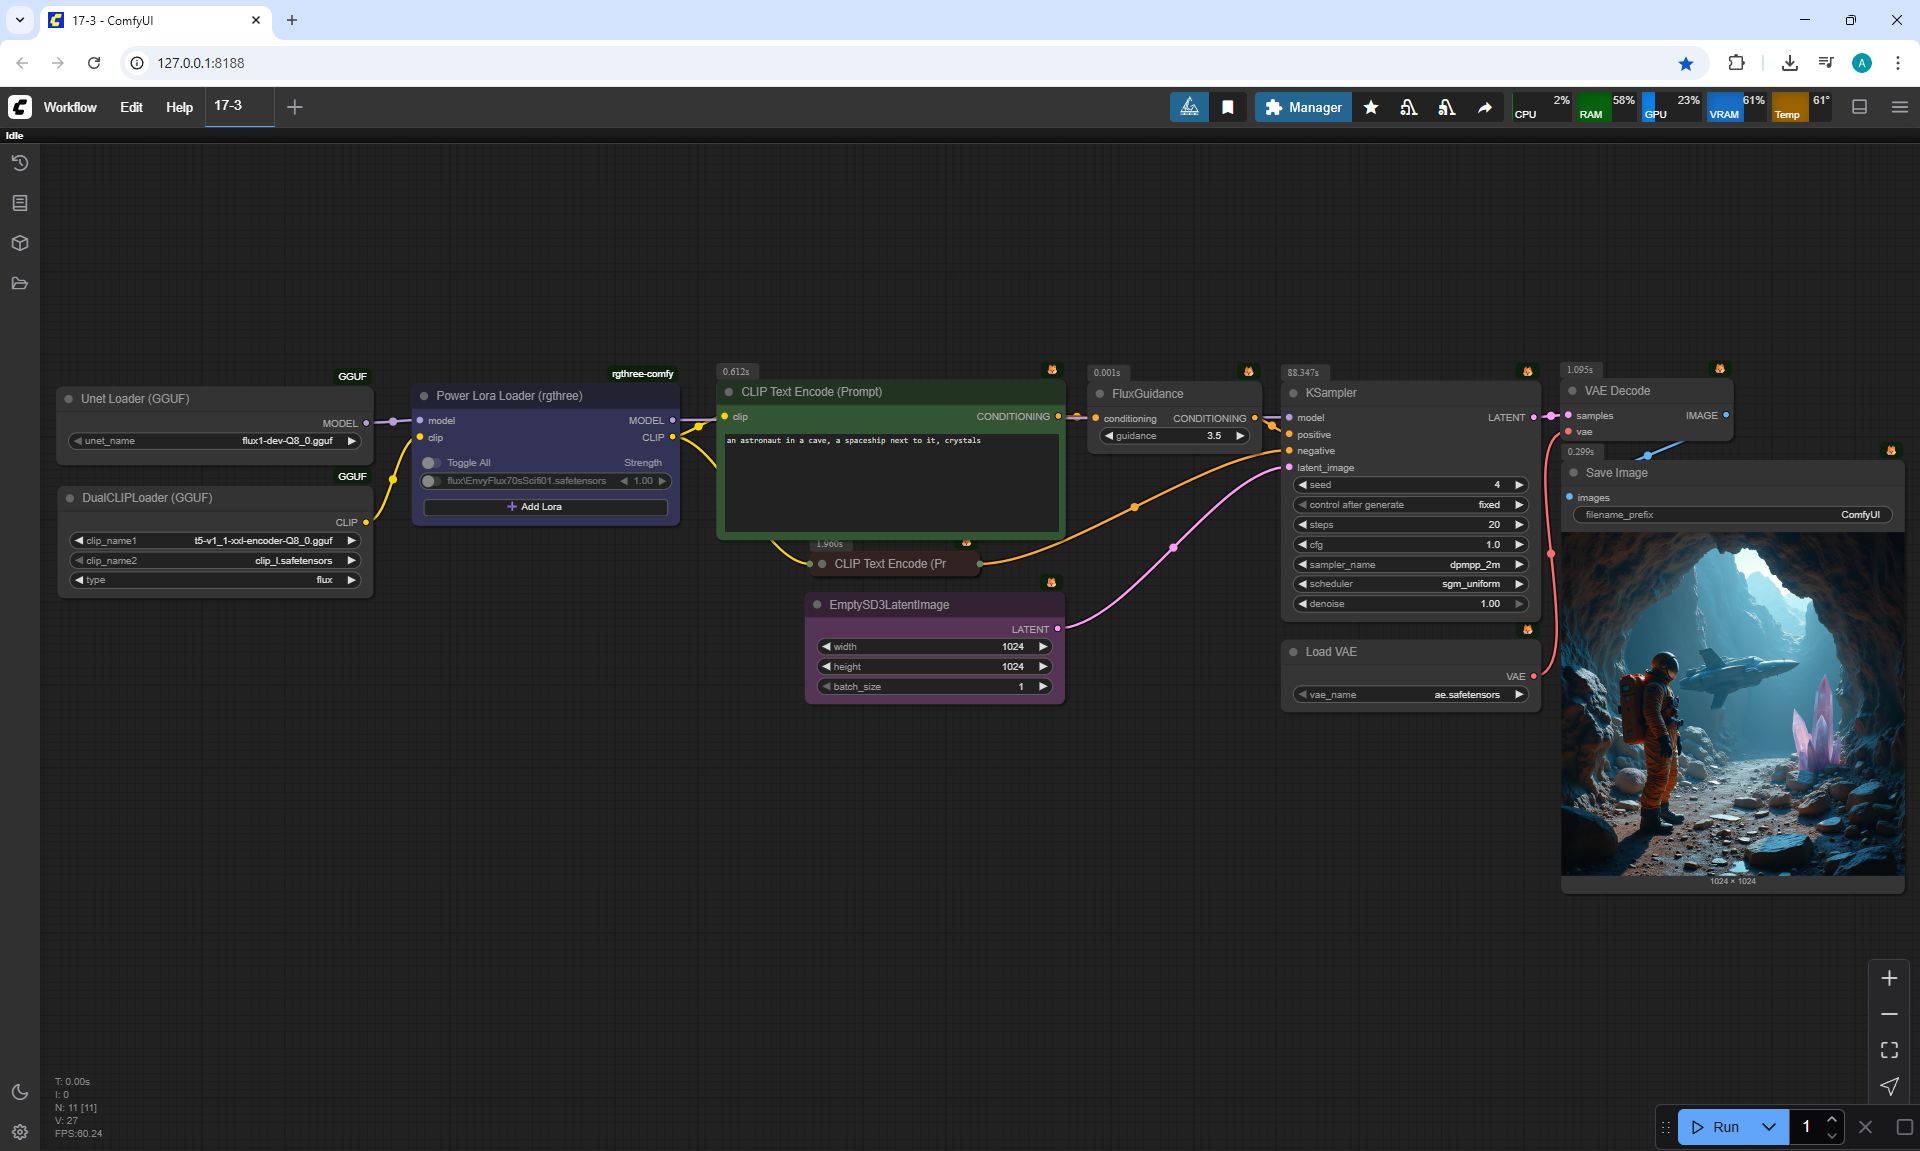 17-3 - ComfyUI
127.0.0.1:8188
Workflow Edit Help 17-3
Manager
CPU 2% RAM 58% GPU 23% VRAM 61% Temp 61°
Idle
GGUF
Unet Loader (GGUF)
MODEL
unet_name flux1-dev-Q8_0.gguf
GGUF
DualCLIPLoader (GGUF)
CLIP
clip_name1 t5-v1_1-xxl-encoder-Q8_0.gguf
clip_name2 clip_l.safetensors
type flux
rgthree-comfy
Power Lora Loader (rgthree)
model MODEL
clip CLIP
Toggle All Strength
flux\EnvyFlux70sScifi01.safetensors 1.00
Add Lora
0.612s
CLIP Text Encode (Prompt)
clip CONDITIONING
an astronaut in a cave, a spaceship next to it, crystals
1.960s
CLIP Text Encode (Pr
EmptySD3LatentImage
LATENT
width 1024
height 1024
batch_size 1
0.001s
FluxGuidance
conditioning CONDITIONING
guidance 3.5
88.347s
KSampler
model LATENT
positive
negative
latent_image
seed 4
control after generate fixed
steps 20
cfg 1.0
sampler_name dpmpp_2m
scheduler sgm_uniform
denoise 1.00
Load VAE
VAE
vae_name ae.safetensors
1.095s
VAE Decode
samples IMAGE
vae
0.299s
Save Image
images
filename_prefix ComfyUI
1024 × 1024
T: 0.00s
I: 0
N: 11 [11]
V: 27
FPS:60.24
Run 1
A